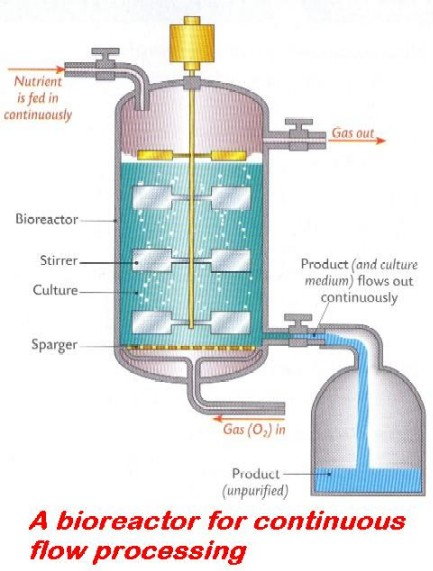 Nutrient
is fed in
continuously
Gas out
Bioreactor
Stirrer
Culture
Product (and culture
medium) flows out
continuously
Sparger
Gas (O₂) in
Product
(unpurified)
A bioreactor for continuous
flow processing